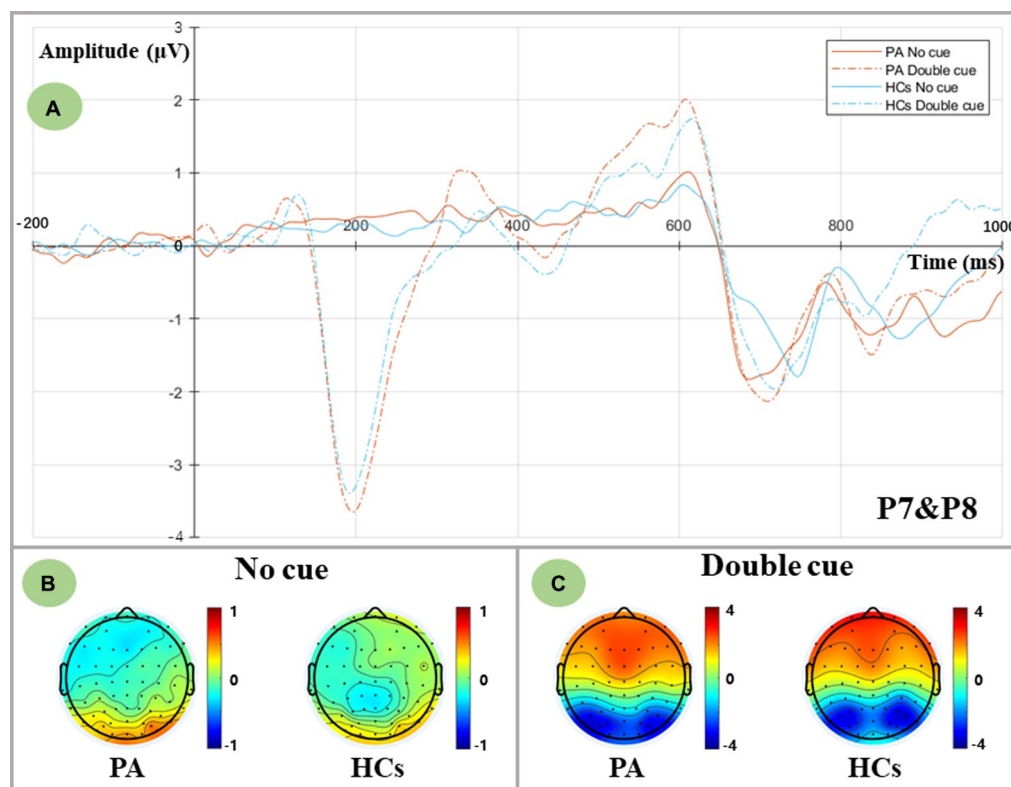 3
Amplitude (μV)
PA No cue
PA Double cue
HCs No cue
HCs Double cue
A
2
1
-200
200
400
600
800
1000
0
Time (ms)
-1
-2
-3
P7&P8
-4
B
No cue
C
Double cue
1
0
-1
1
0
-1
4
0
-4
4
0
-4
PA
HCs
PA
HCs